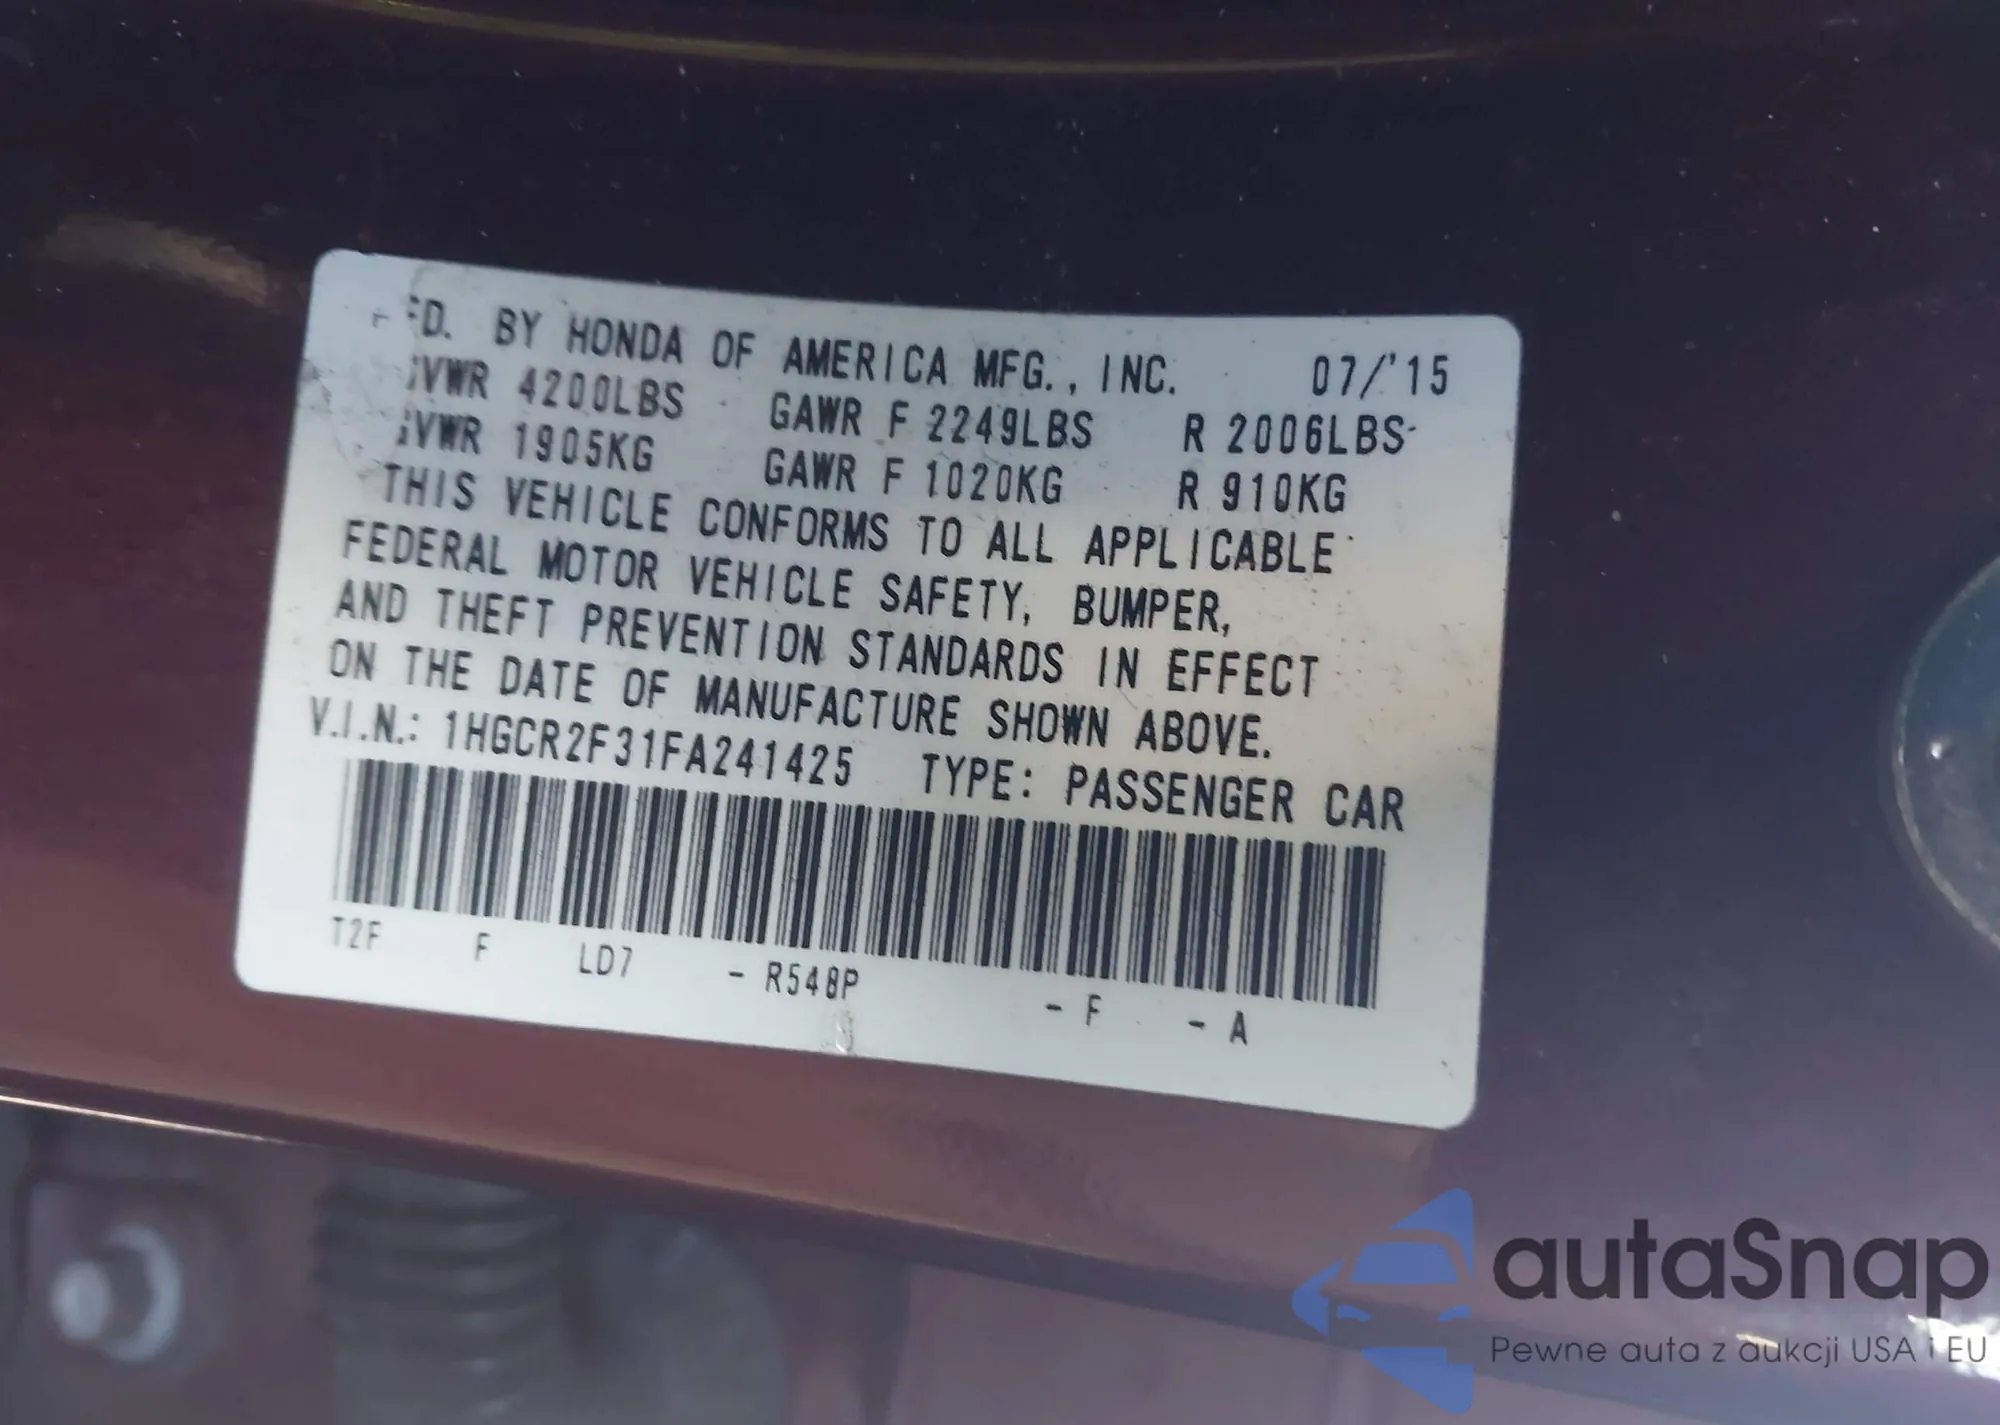 FD. BY HONDA OF AMERICA MFG., INC. 07/'15
GVWR 4200LBS GAWR F 2249LBS R 2006LBS
GVWR 1905KG GAWR F 1020KG R 910KG
THIS VEHICLE CONFORMS TO ALL APPLICABLE
FEDERAL MOTOR VEHICLE SAFETY, BUMPER,
AND THEFT PREVENTION STANDARDS IN EFFECT
ON THE DATE OF MANUFACTURE SHOWN ABOVE.
V.I.N.: 1HGCR2F31FA241425 TYPE: PASSENGER CAR
T2F F LD7 - R548P - F - A
autaSnap
Pewne auta z aukcji USA i EU